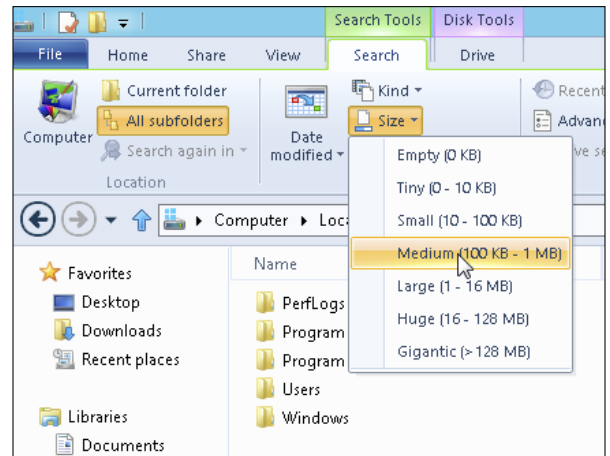 Search Tools Disk Tools
File Home Share View Search Drive
Current folder
All subfolders
Search again in
Computer
Location
Date
modified
Kind
Size
Recent
Empty (0 KB)
Tiny (0 - 10 KB)
Small (10 - 100 KB)
Medium (100 KB - 1 MB)
Large (1 - 16 MB)
Huge (16 - 128 MB)
Gigantic (> 128 MB)
Computer
Favorites
Desktop
Downloads
Recent places
Libraries
Documents
Name
PerfLogs
Program
Program
Users
Windows